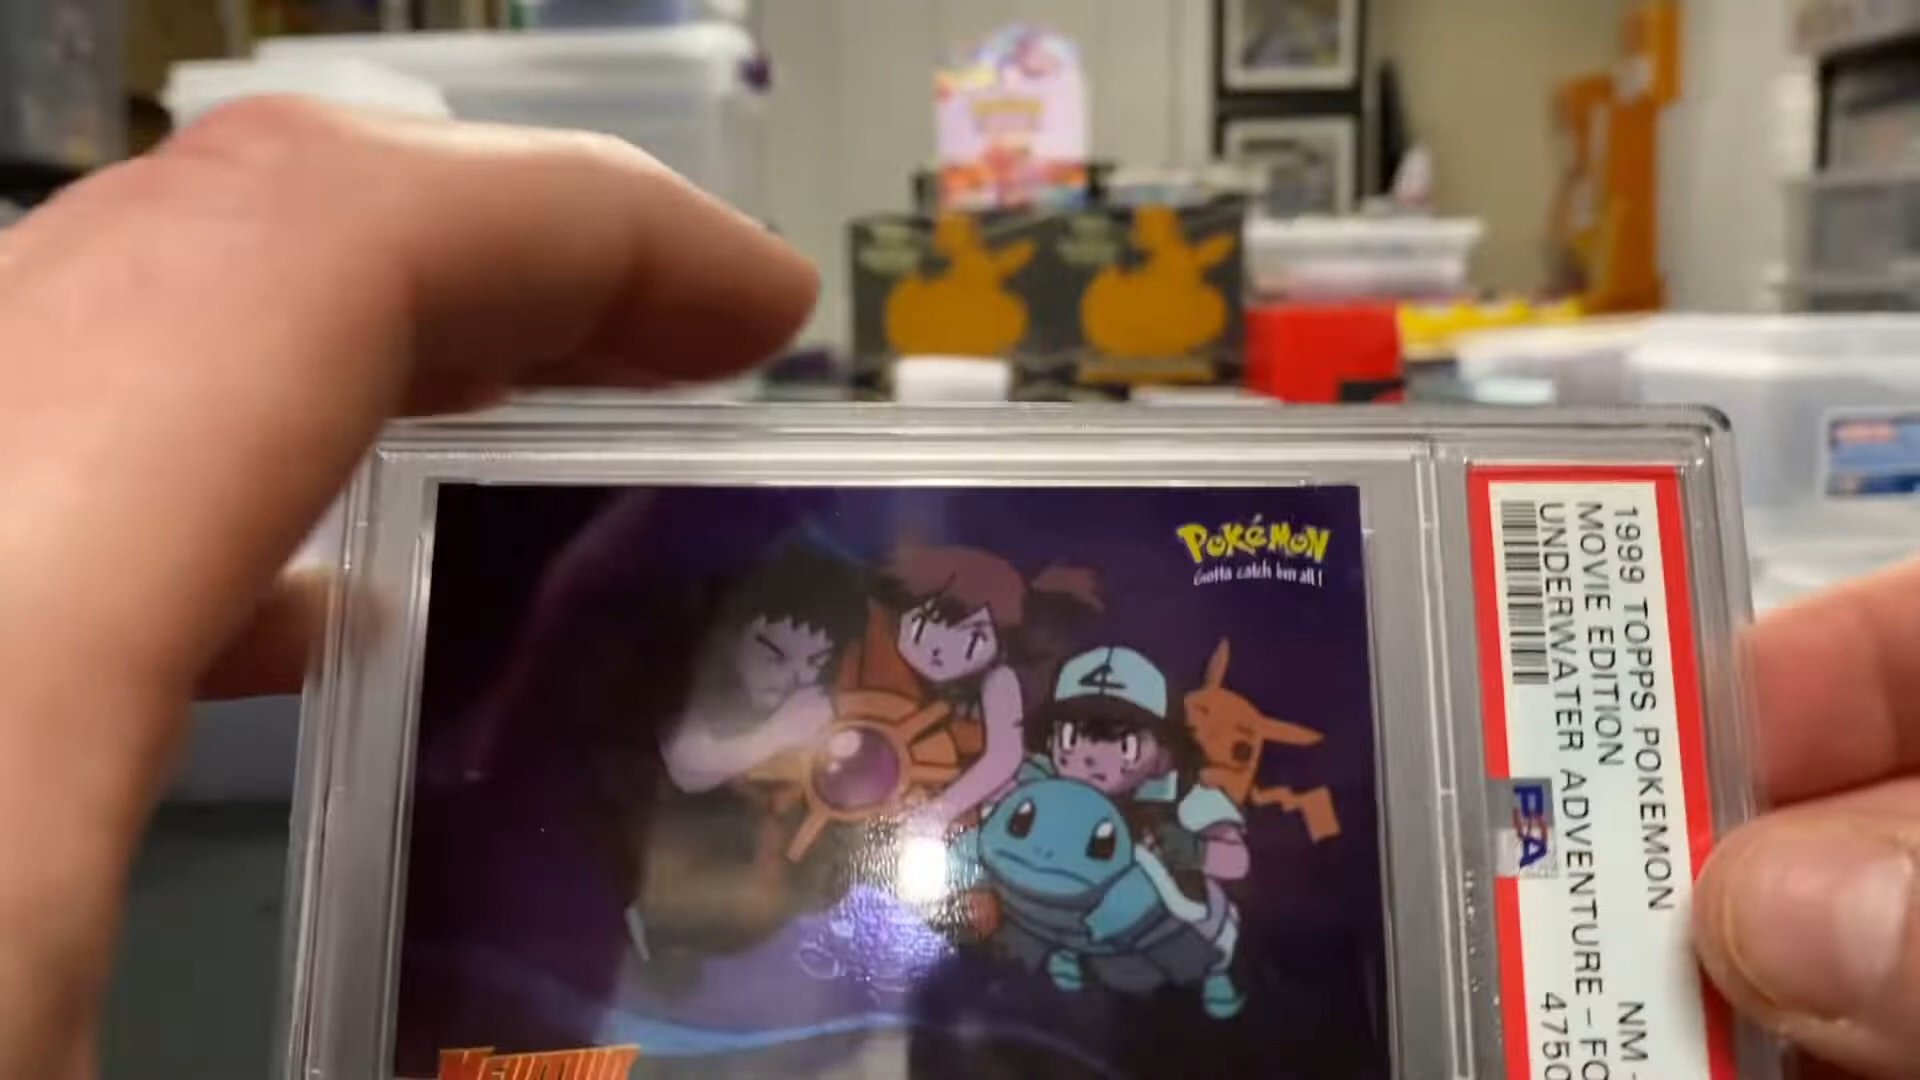 POKéMON
Gotta catch 'em all!
1999 TOPPS POKEMON
MOVIE EDITION NM -
UNDERWATER ADVENTURE - FO
4750
PSA